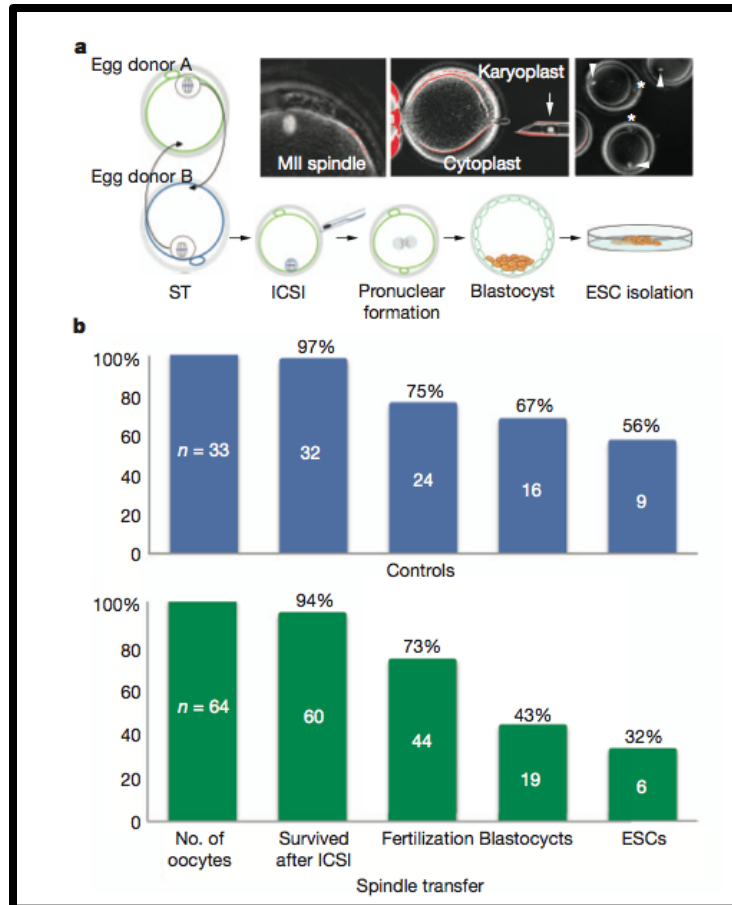 a
Egg donor A
Egg donor B
MII spindle
Karyoplast
Cytoplast
*
*
ST
ICSI
Pronuclear
formation
Blastocyst
ESC isolation
b
100%
80
60
40
20
0
n = 33
97%
32
75%
24
67%
16
56%
9
Controls
100%
80
60
40
20
0
n = 64
94%
60
73%
44
43%
19
32%
6
No. of
oocytes
Survived
after ICSI
Fertilization
Blastocycts
ESCs
Spindle transfer